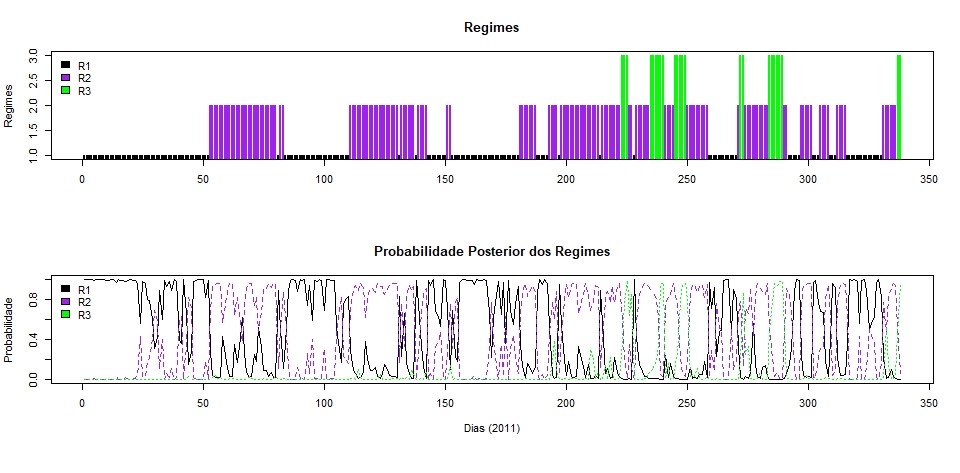 Regimes
Regimes
3.0
2.5
2.0
1.5
1.0
R1
R2
R3
0 50 100 150 200 250 300 350
Probabilidade Posterior dos Regimes
Probabilidade
0.8
0.4
0.0
R1
R2
R3
0 50 100 150 200 250 300 350
Dias (2011)